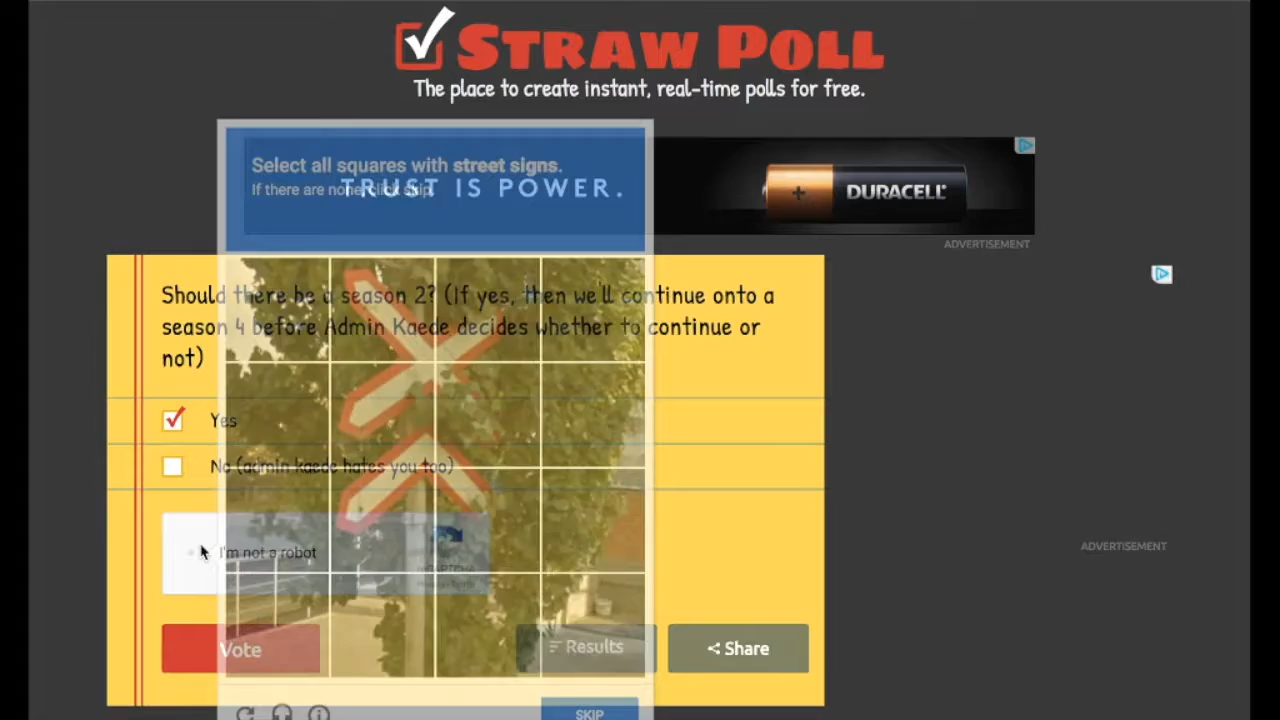 STRAW POLL
The place to create instant, real-time polls for free.
Select all squares with street signs.
If there are none, click skip.
TRUST IS POWER.
DURACELL
ADVERTISEMENT
Should there be a season 2? (If yes, then we'll continue onto a
season 4 before Admin Kaede decides whether to continue or
not)
Yes
No (admin kaede hates you too)
I'm not a robot
reCAPTCHA
ADVERTISEMENT
Vote
Results
Share
SKIP